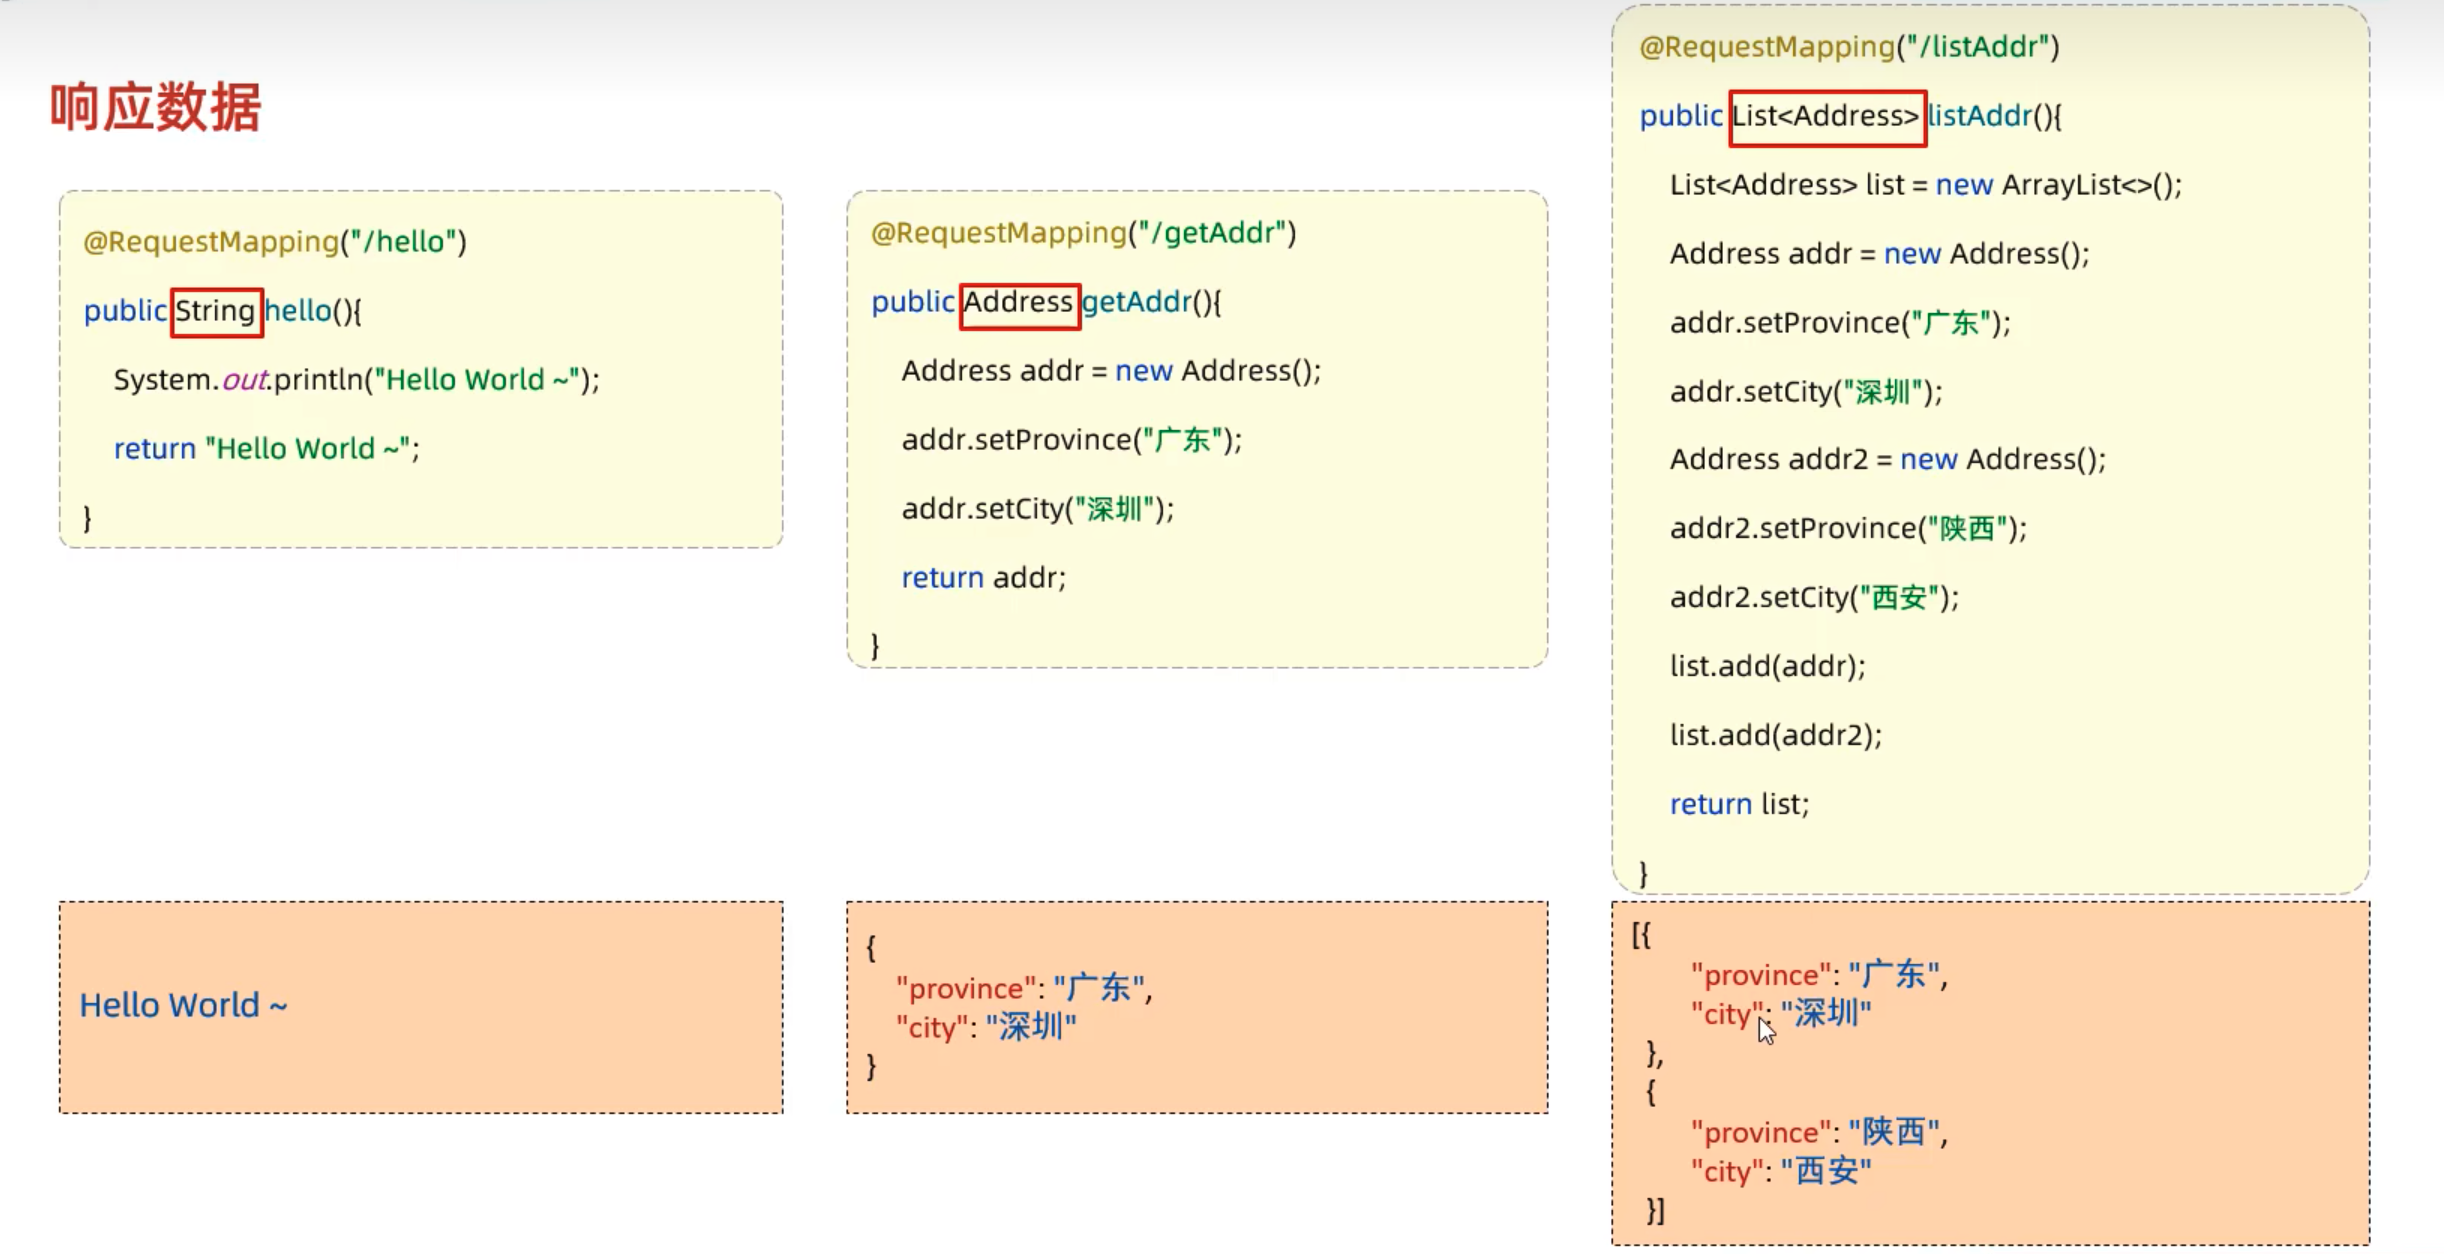 响应数据
@RequestMapping("/hello")
public String hello(){
System.out.println("Hello World ~");
return "Hello World ~";
}
Hello World ~
@RequestMapping("/getAddr")
public Address getAddr(){
Address addr = new Address();
addr.setProvince("广东");
addr.setCity("深圳");
return addr;
}
{
"province": "广东",
"city": "深圳"
}
@RequestMapping("/listAddr")
public List<Address> listAddr(){
List<Address> list = new ArrayList<>();
Address addr = new Address();
addr.setProvince("广东");
addr.setCity("深圳");
Address addr2 = new Address();
addr2.setProvince("陕西");
addr2.setCity("西安");
list.add(addr);
list.add(addr2);
return list;
}
[{
"province": "广东",
"city": "深圳"
},
{
"province": "陕西",
"city": "西安"
}]